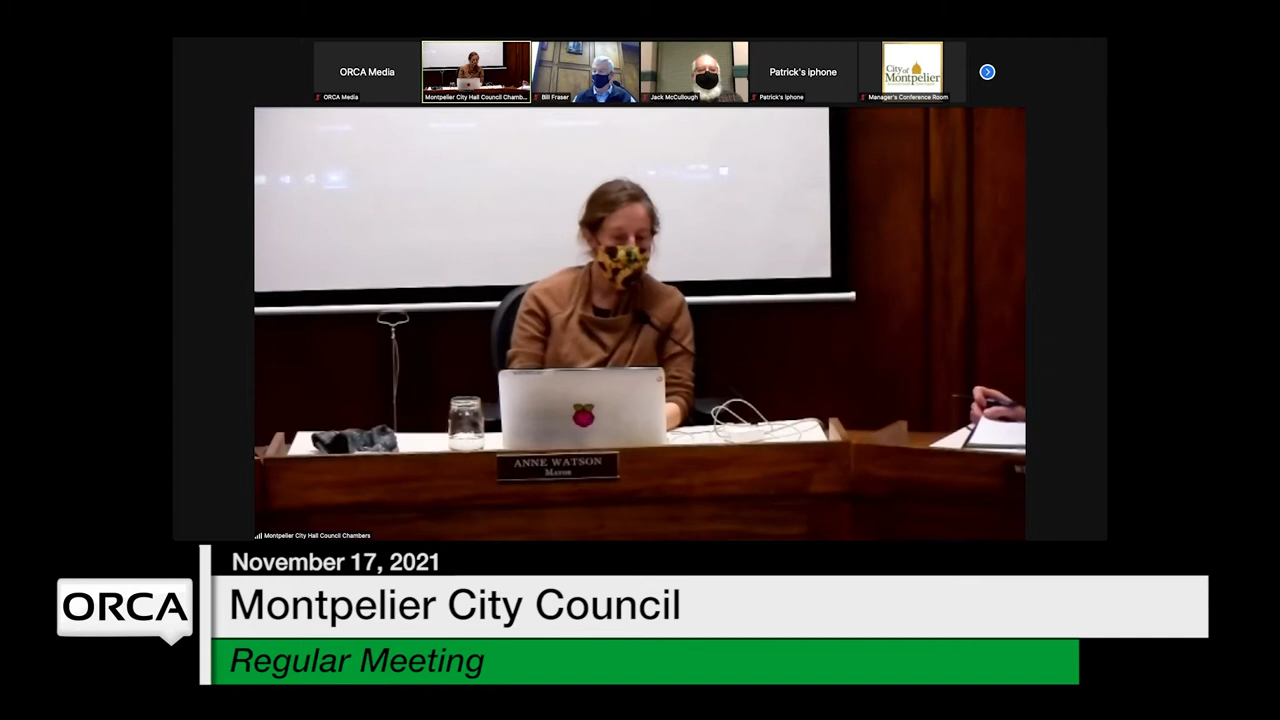 ORCA Media
Patrick's iphone
City of
Montpelier
ORCA Media
Montpelier City Hall Council Chamb...
Bill Fraser
Jack McCullough
Patrick's iphone
Manager's Conference Room
ANNE WATSON
MAYOR
Montpelier City Hall Council Chambers
November 17, 2021
ORCA
Montpelier City Council
Regular Meeting